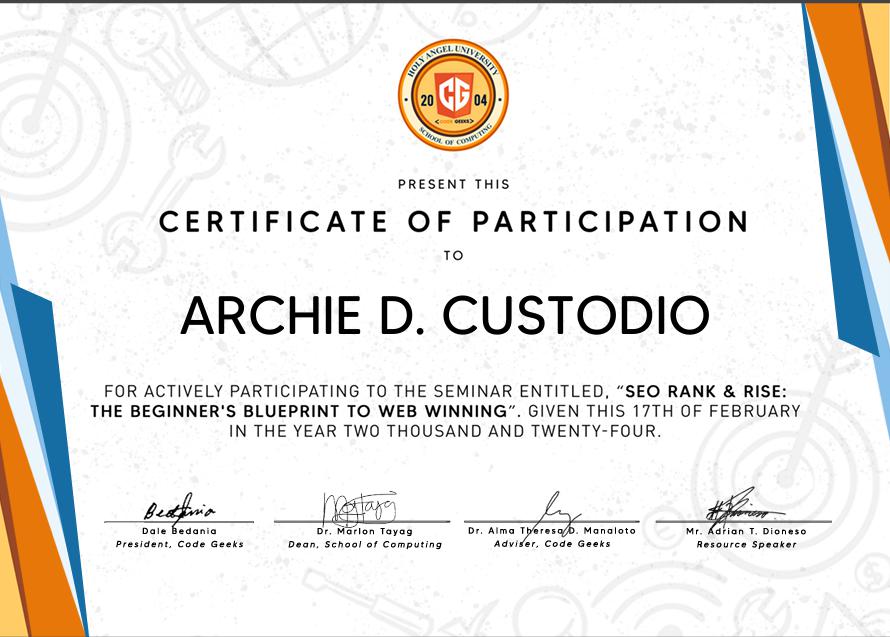 HOLY ANGEL UNIVERSITY
20 CG 04
<CODE GEEKS>
SCHOOL OF COMPUTING
PRESENT THIS
CERTIFICATE OF PARTICIPATION
TO
ARCHIE D. CUSTODIO
FOR ACTIVELY PARTICIPATING TO THE SEMINAR ENTITLED, “SEO RANK & RISE:
THE BEGINNER'S BLUEPRINT TO WEB WINNING”. GIVEN THIS 17TH OF FEBRUARY
IN THE YEAR TWO THOUSAND AND TWENTY-FOUR.
Dale Bedania Dr. Marlon Tayag Dr. Alma Theresa D. Manaloto Mr. Adrian T. Dioneso
President, Code Geeks Dean, School of Computing Adviser, Code Geeks Resource Speaker